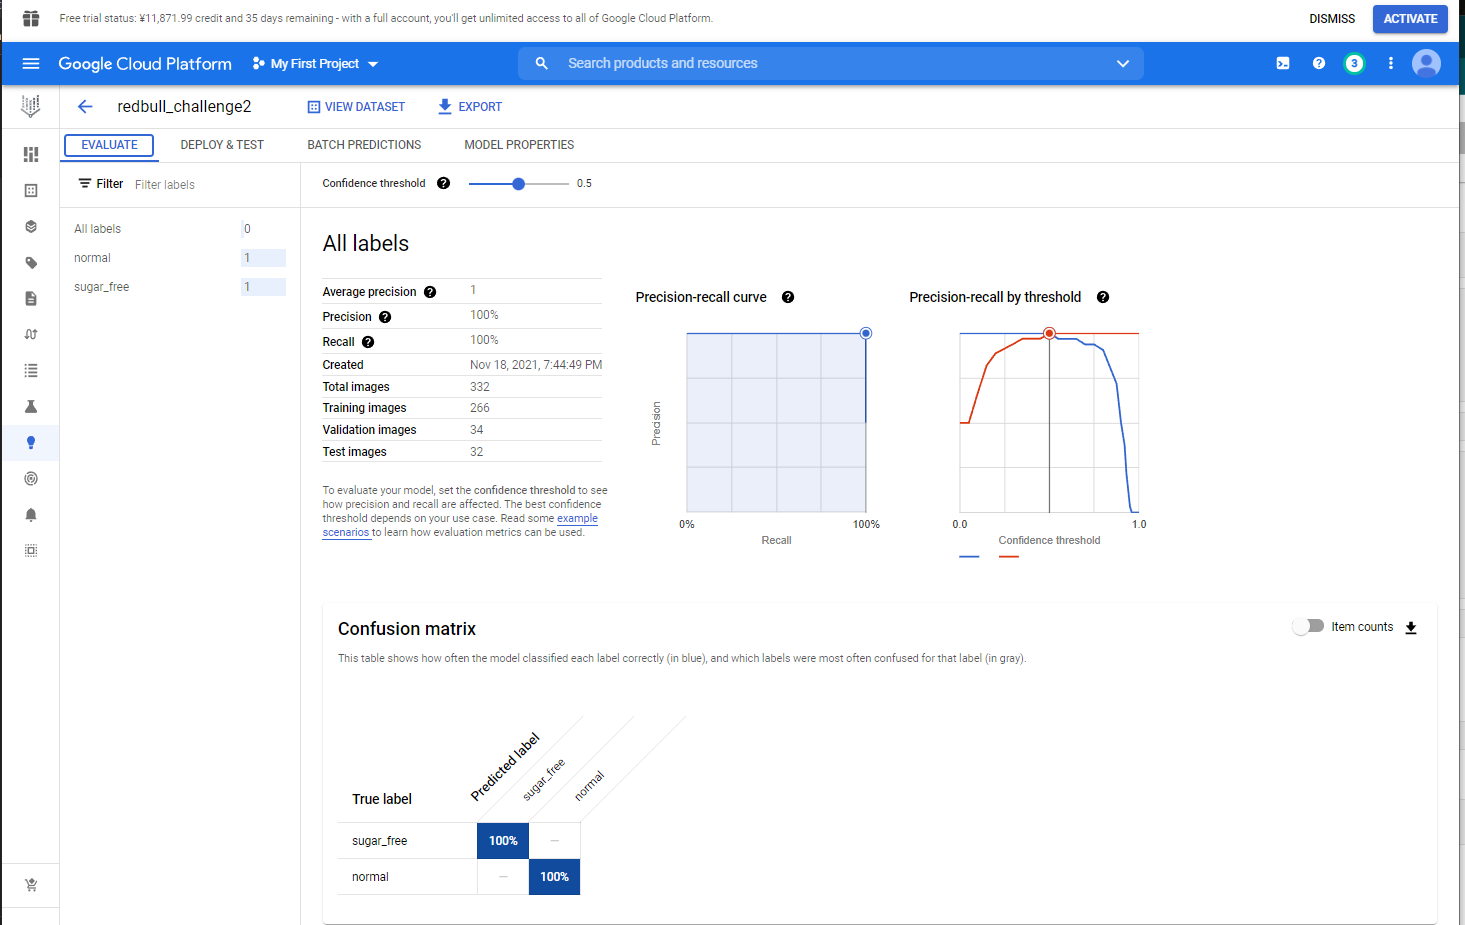 Free trial status: ¥11,871.99 credit and 35 days remaining - with a full account, you'll get unlimited access to all of Google Cloud Platform.
DISMISS
ACTIVATE
Google Cloud Platform
My First Project
Search products and resources
3
redbull_challenge2
VIEW DATASET
EXPORT
EVALUATE
DEPLOY & TEST
BATCH PREDICTIONS
MODEL PROPERTIES
Filter Filter labels
Confidence threshold
0.5
All labels 0
normal 1
sugar_free 1
All labels
Average precision 1
Precision 100%
Recall 100%
Created Nov 18, 2021, 7:44:49 PM
Total images 332
Training images 266
Validation images 34
Test images 32
To evaluate your model, set the confidence threshold to see
how precision and recall are affected. The best confidence
threshold depends on your use case. Read some example
scenarios to learn how evaluation metrics can be used.
Precision-recall curve
Precision
0%
100%
Recall
Precision-recall by threshold
0.0
1.0
Confidence threshold
Confusion matrix
Item counts
This table shows how often the model classified each label correctly (in blue), and which labels were most often confused for that label (in gray).
True label
Predicted label
sugar_free
normal
sugar_free 100% –
normal – 100%